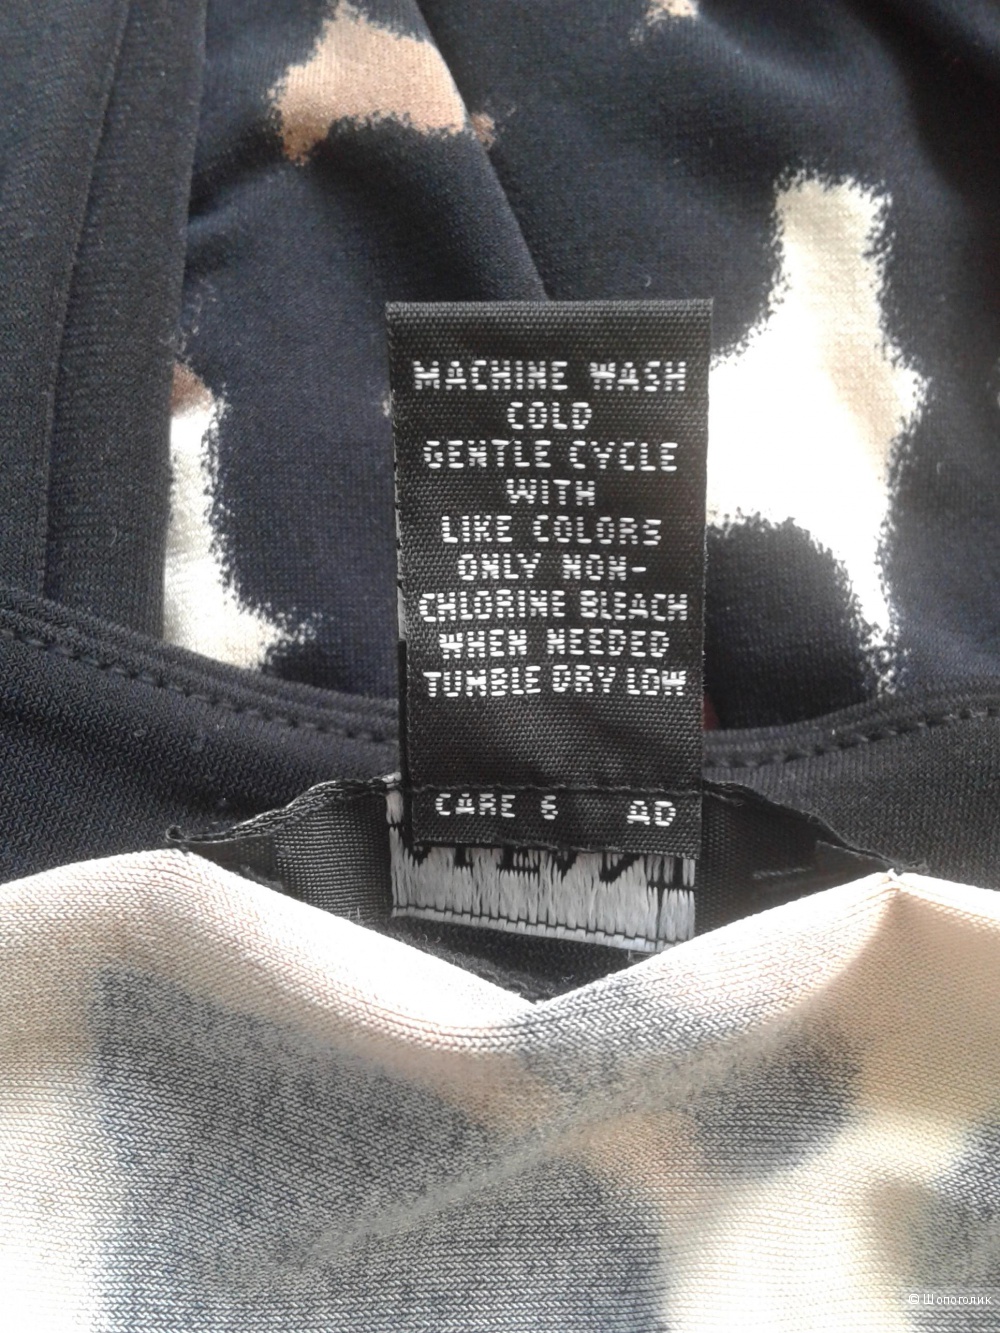 MACHINE WASH
COLD
GENTLE CYCLE
WITH
LIKE COLORS
ONLY NON-
CHLORINE BLEACH
WHEN NEEDED
TUMBLE DRY LOW
CARE 6 AD
© Шопоголик